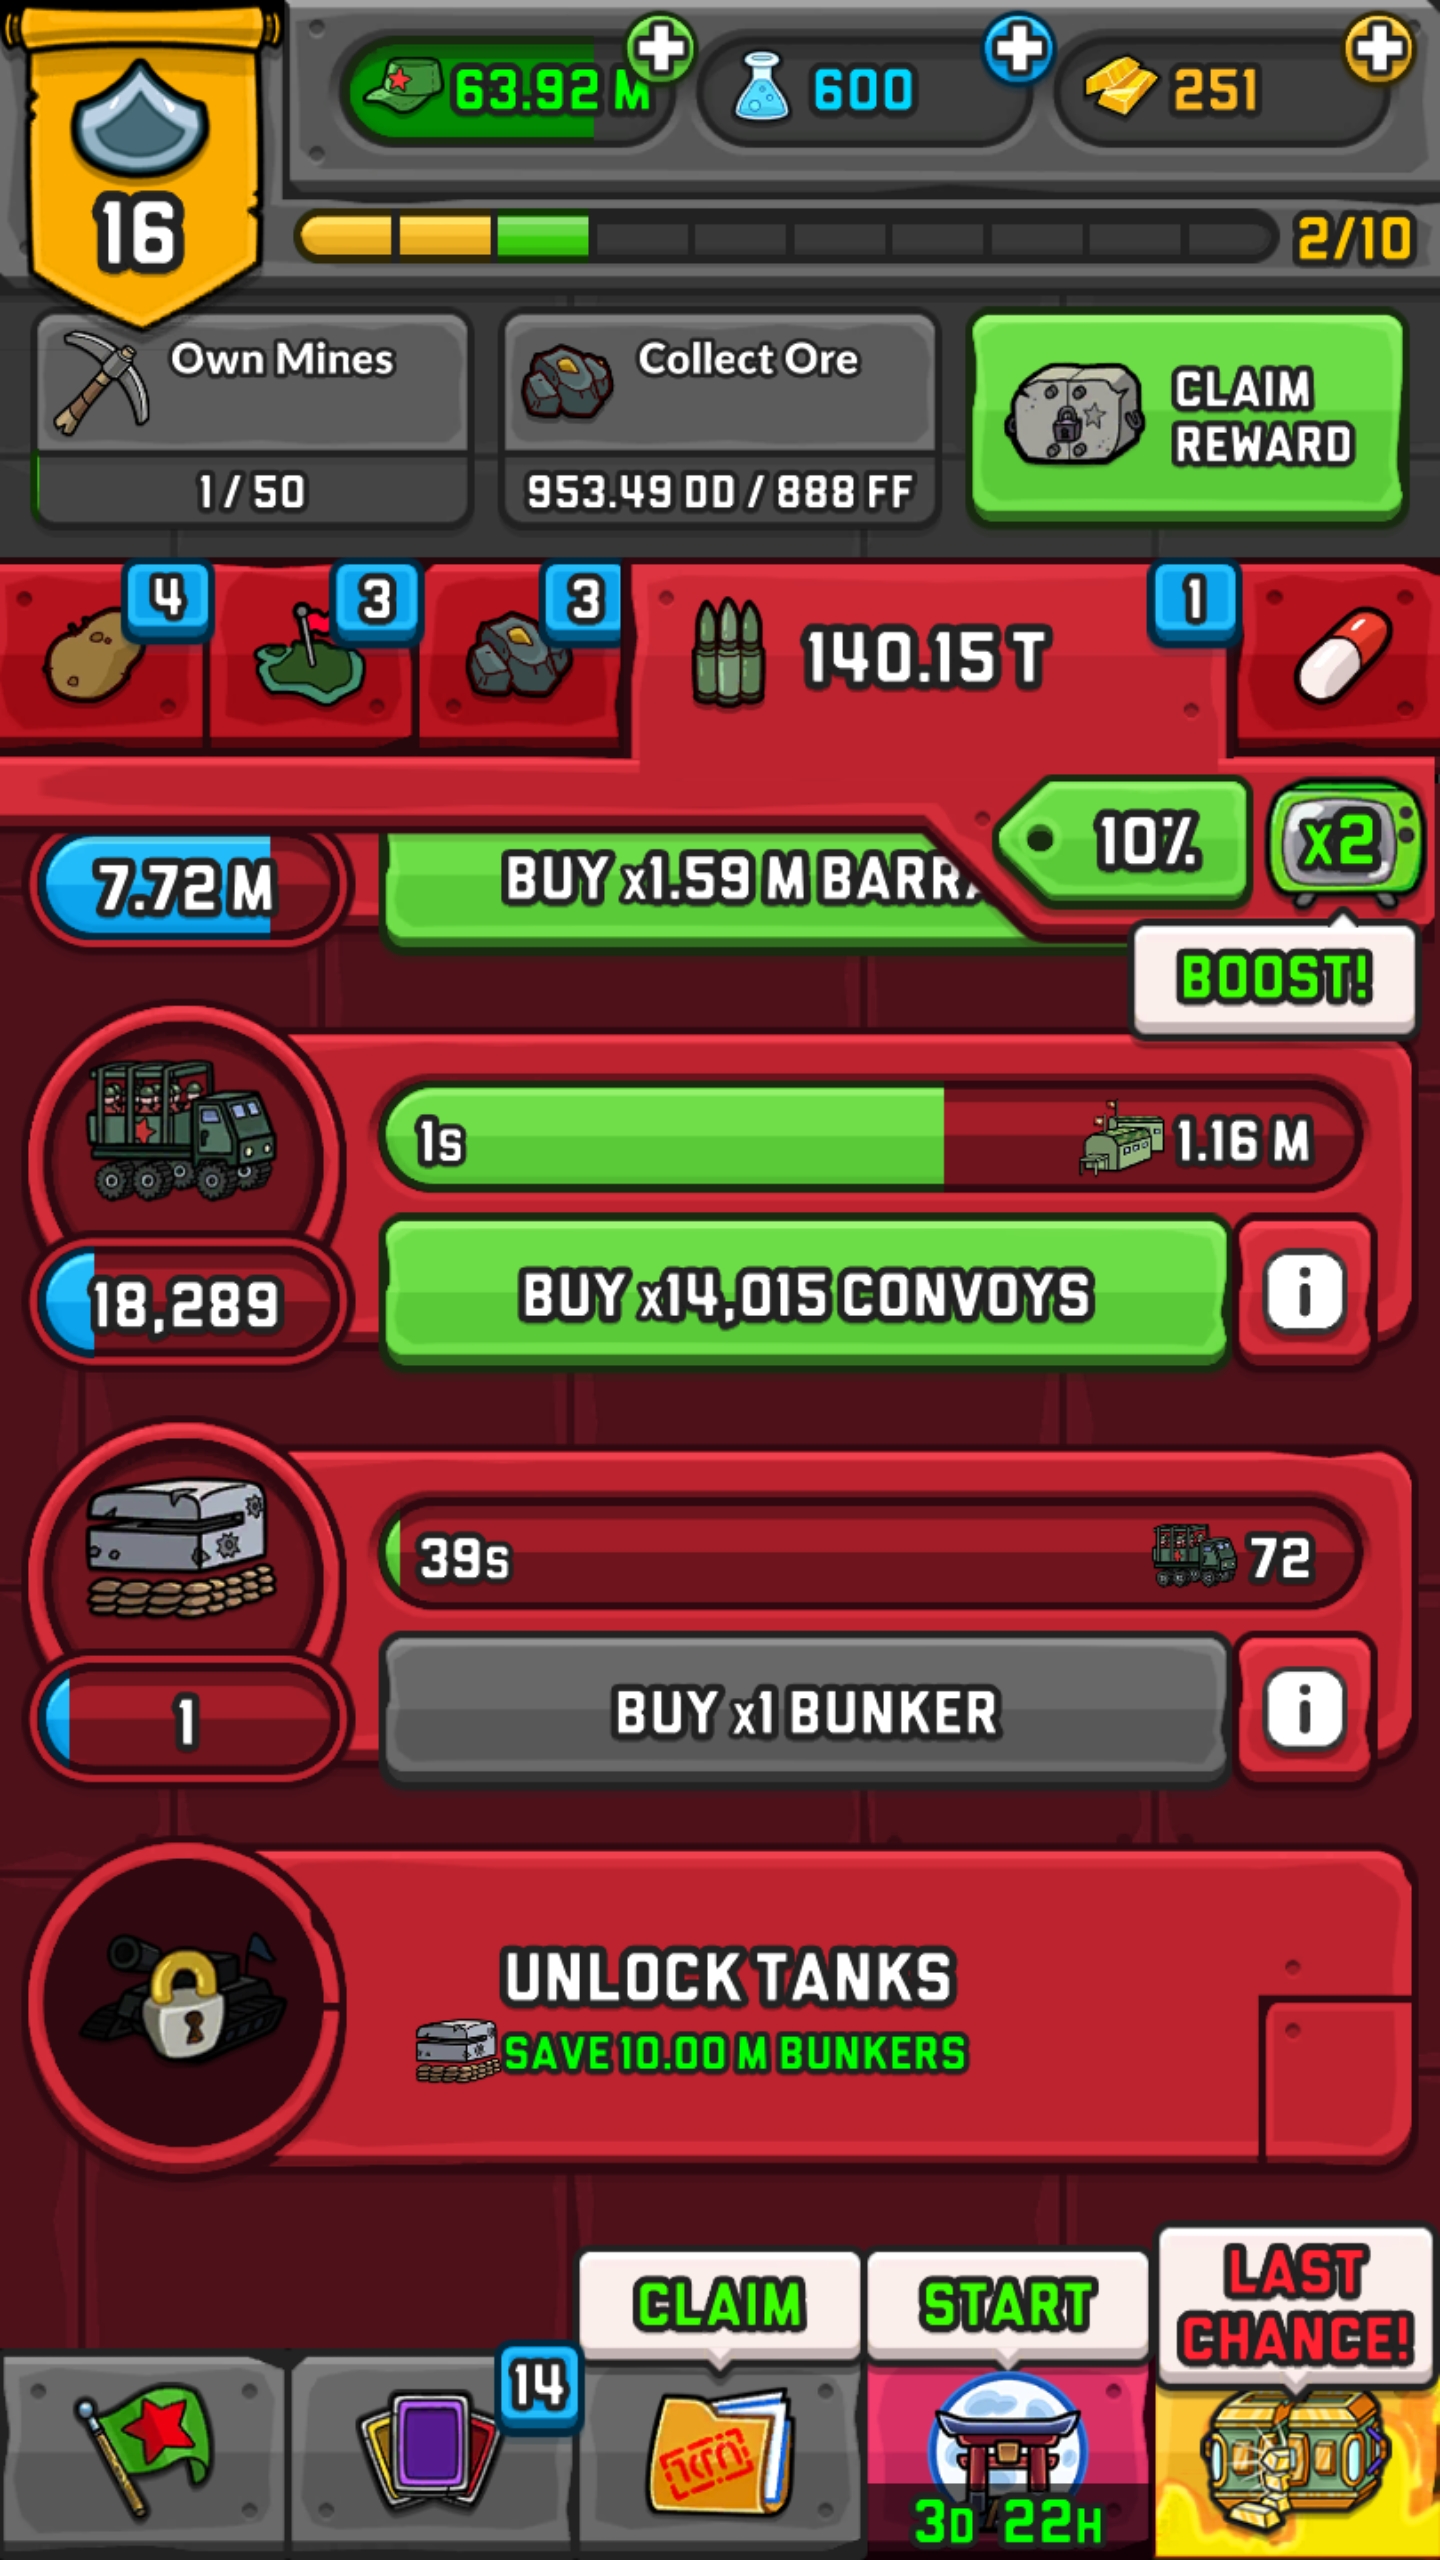 63.92 M
600
251
16
2/10
Own Mines
1 / 50
Collect Ore
953.49 DD / 888 FF
CLAIM
REWARD
4
3
3
140.15 T
1
10%
x2
BOOST!
7.72 M
BUY x1.59 M BARRA
1s
1.16 M
18,289
BUY x14,015 CONVOYS
i
39s
72
1
BUY x1 BUNKER
i
UNLOCK TANKS
SAVE 10.00 M BUNKERS
CLAIM
START
LAST
CHANCE!
14
3D 22H